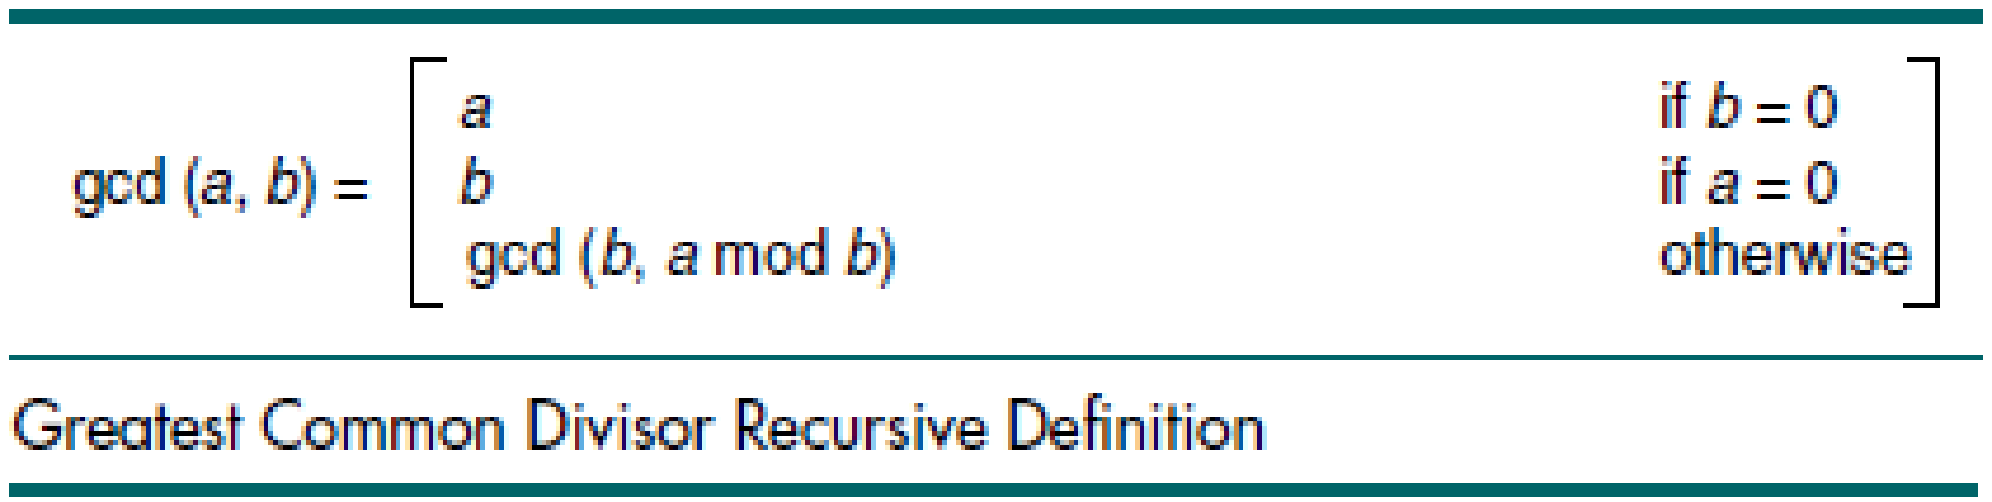 a if b = 0
gcd (a, b) = b if a = 0
gcd (b, a mod b) otherwise
Greatest Common Divisor Recursive Definition